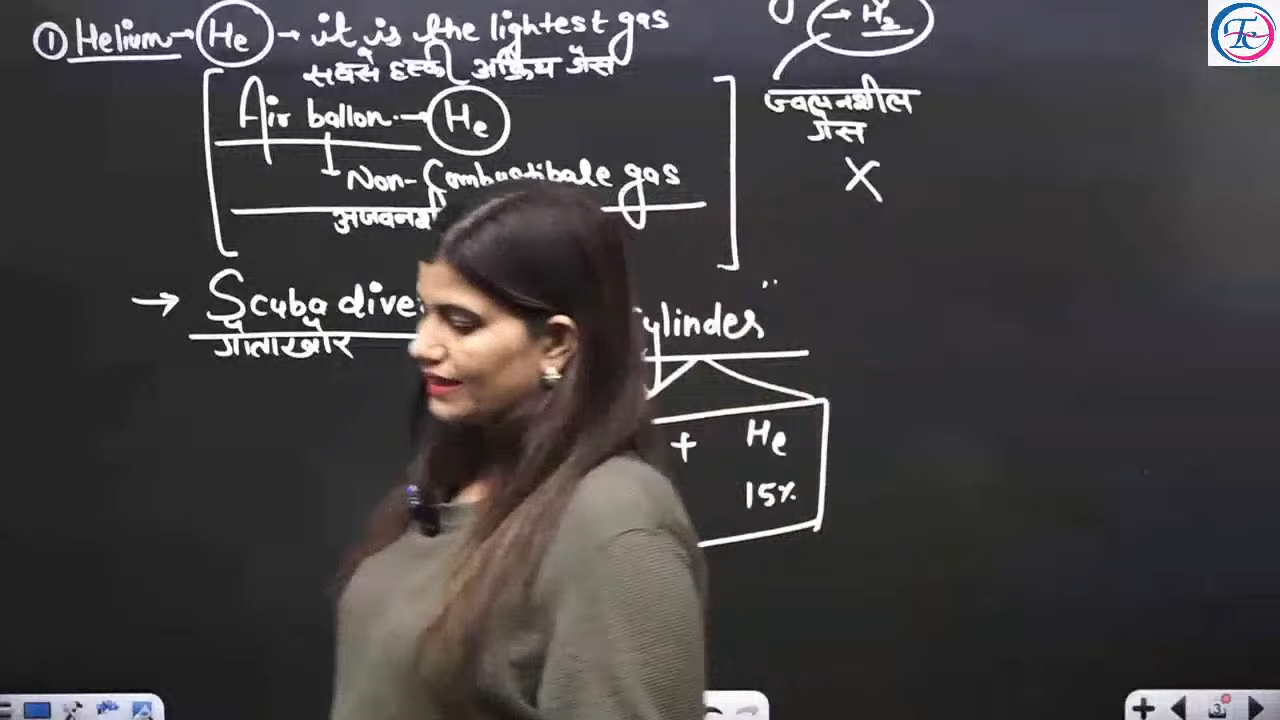 ① Helium → He → it is the lightest gas
सबसे हल्की अक्रिय गैस
Air ballon → He
Non-Combustibale gas
Scuba dive
गोताखोर
ylinder
+ He
15%
→ H2
ज्वलनशील
गैस
X